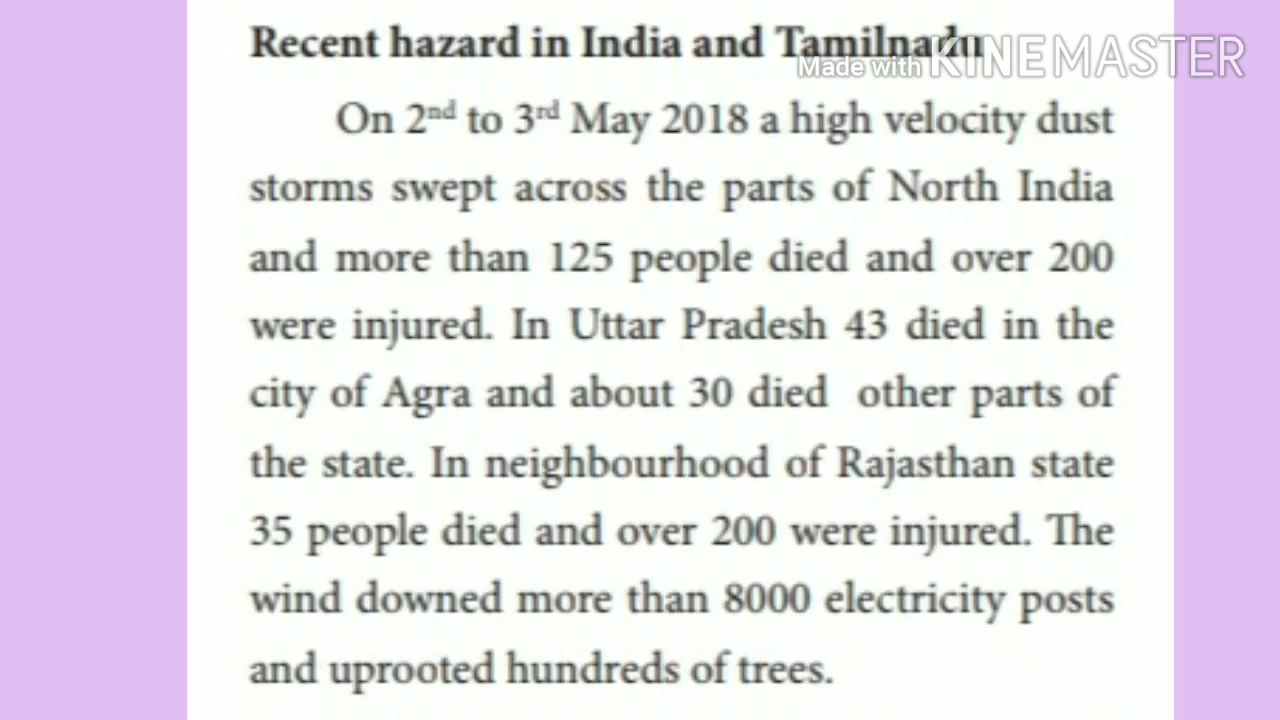 Recent hazard in India and Tamilnadu
Made with KINEMASTER
On 2nd to 3rd May 2018 a high velocity dust
storms swept across the parts of North India
and more than 125 people died and over 200
were injured. In Uttar Pradesh 43 died in the
city of Agra and about 30 died other parts of
the state. In neighbourhood of Rajasthan state
35 people died and over 200 were injured. The
wind downed more than 8000 electricity posts
and uprooted hundreds of trees.